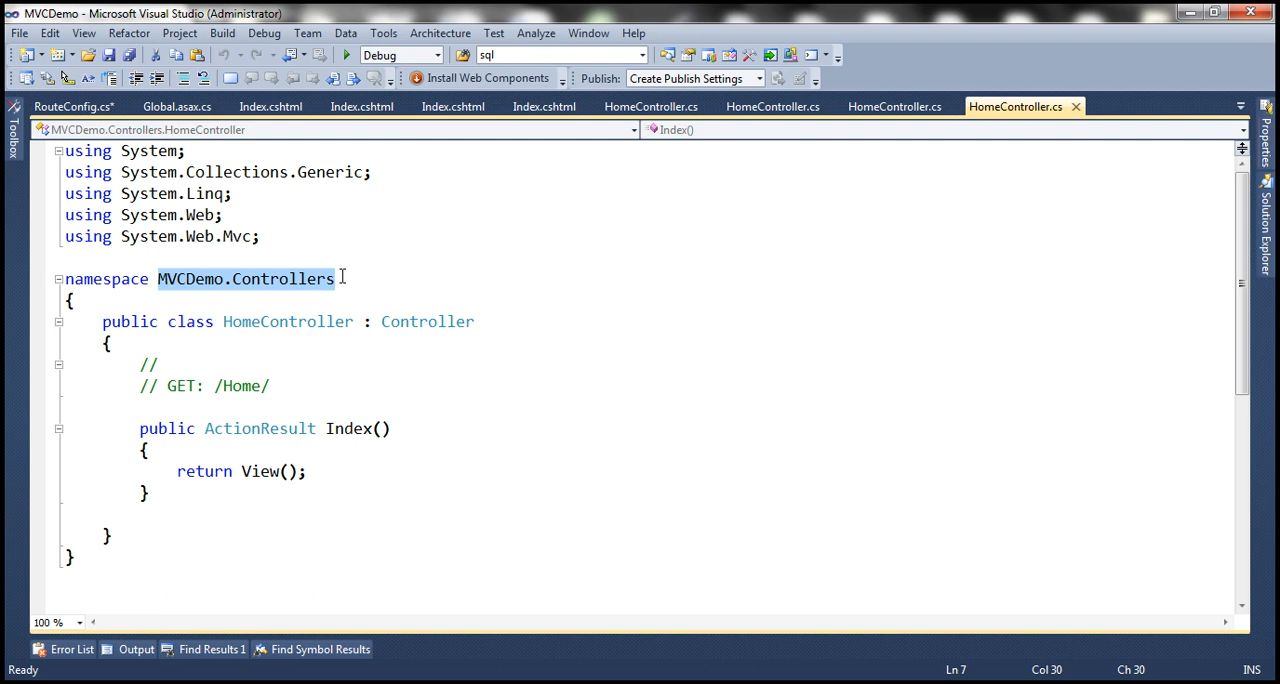 MVCDemo - Microsoft Visual Studio (Administrator)
File Edit View Refactor Project Build Debug Team Data Tools Architecture Test Analyze Window Help
Debug sql
Install Web Components Publish: Create Publish Settings
RouteConfig.cs* Global.asax.cs Index.cshtml Index.cshtml Index.cshtml Index.cshtml HomeController.cs HomeController.cs HomeController.cs HomeController.cs
MVCDemo.Controllers.HomeController Index()
Toolbox
Properties
Solution Explorer
using System;
using System.Collections.Generic;
using System.Linq;
using System.Web;
using System.Web.Mvc;
namespace MVCDemo.Controllers
{
public class HomeController : Controller
{
//
// GET: /Home/
public ActionResult Index()
{
return View();
}
}
}
100 %
Error List Output Find Results 1 Find Symbol Results
Ready Ln 7 Col 30 Ch 30 INS